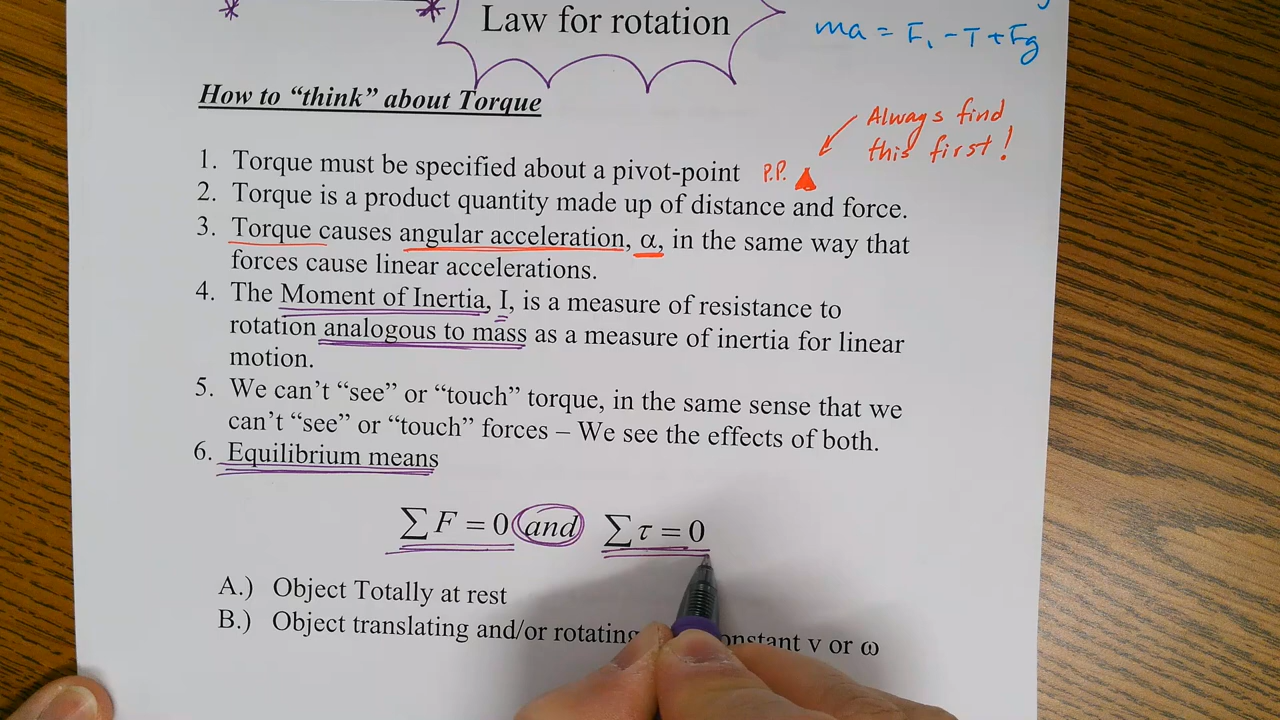 * *
Law for rotation
ma = F₁ - T + Fg
How to “think” about Torque
Always find
this first!
1. Torque must be specified about a pivot-point P.P.
2. Torque is a product quantity made up of distance and force.
3. Torque causes angular acceleration, α, in the same way that
forces cause linear accelerations.
4. The Moment of Inertia, I, is a measure of resistance to
rotation analogous to mass as a measure of inertia for linear
motion.
5. We can’t “see” or “touch” torque, in the same sense that we
can’t “see” or “touch” forces – We see the effects of both.
6. Equilibrium means
∑F = 0 and ∑τ = 0
A.) Object Totally at rest
B.) Object translating and/or rotating constant v or ω